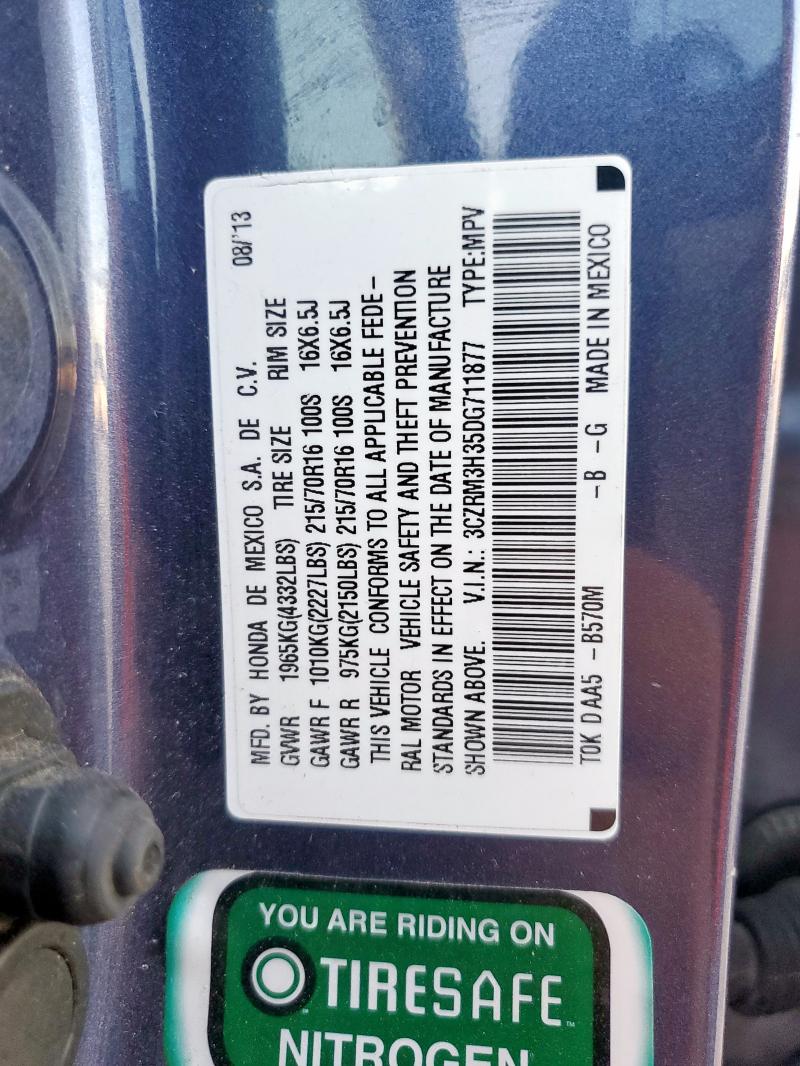 MFD. BY HONDA DE MEXICO S.A. DE C.V. 08/'13
GVWR 1965KG(4332LBS) TIRE SIZE RIM SIZE
GAWR F 1010KG(2227LBS) 215/70R16 100S 16X6.5J
GAWR R 975KG(2150LBS) 215/70R16 100S 16X6.5J
THIS VEHICLE CONFORMS TO ALL APPLICABLE FEDE-
RAL MOTOR VEHICLE SAFETY AND THEFT PREVENTION
STANDARDS IN EFFECT ON THE DATE OF MANUFACTURE
SHOWN ABOVE. V.I.N.: 3CZRM3H35DG711877 TYPE:MPV
T0K DAA5 -B570M -B -G MADE IN MEXICO
YOU ARE RIDING ON
TIRESAFE™
NITROGEN